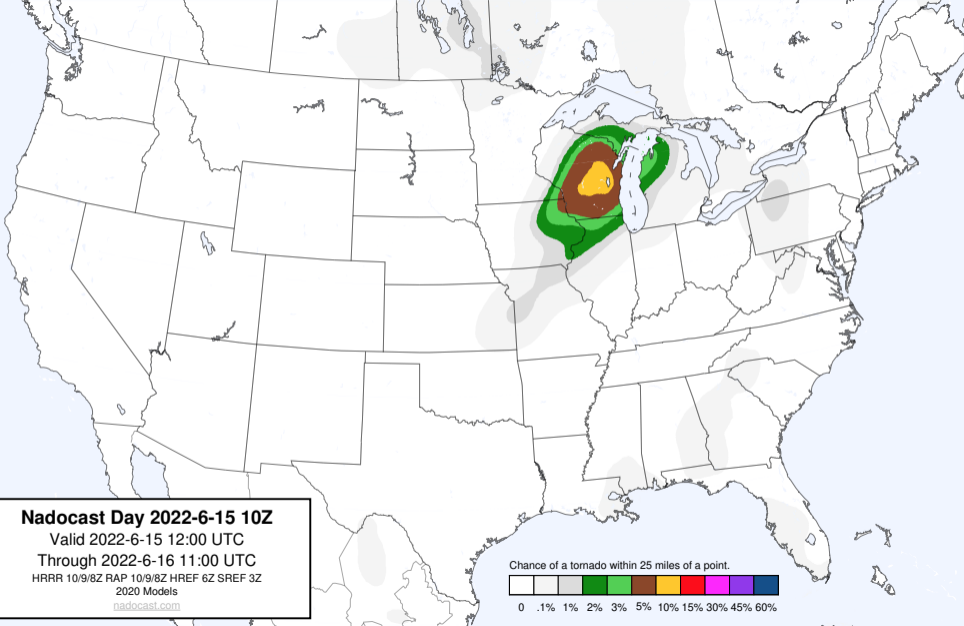 Nadocast Day 2022-6-15 10Z
Valid 2022-6-15 12:00 UTC
Through 2022-6-16 11:00 UTC
HRRR 10/9/8Z RAP 10/9/8Z HREF 6Z SREF 3Z
2020 Models
nadocast.com
Chance of a tornado within 25 miles of a point.
0 .1% 1% 2% 3% 5% 10% 15% 30% 45% 60%